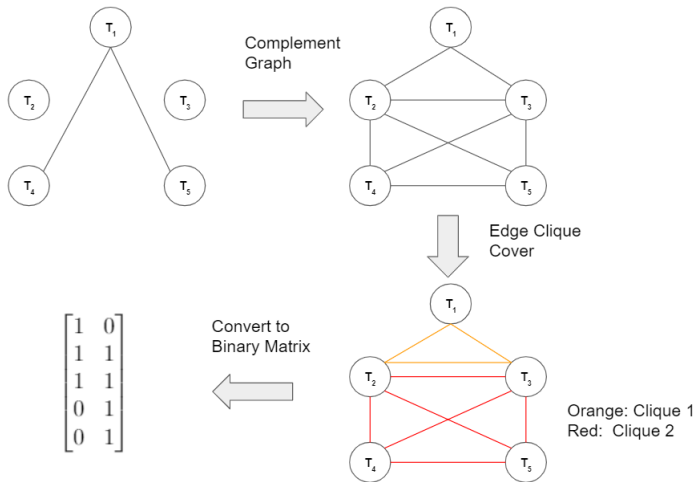 T₁
Complement
Graph
T₁
T₂
T₃
T₂
T₃
T₄
T₅
T₄
T₅
Edge Clique
Cover
T₁
Convert to
Binary Matrix
1 0
1 1
1 1
0 1
0 1
T₂
T₃
Orange: Clique 1
Red: Clique 2
T₄
T₅